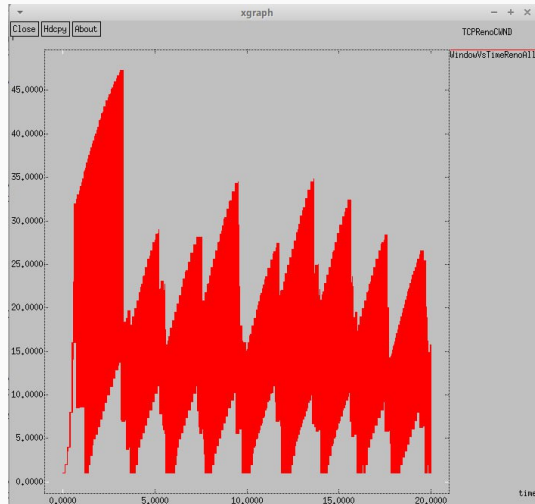 xgraph
Close Hdcpy About
TCPRenoCWND
WindowVsTimeRenoAll
45.0000
40.0000
35.0000
30.0000
25.0000
20.0000
15.0000
10.0000
5.0000
0.0000
0.0000 5.0000 10.0000 15.0000 20.0000
time